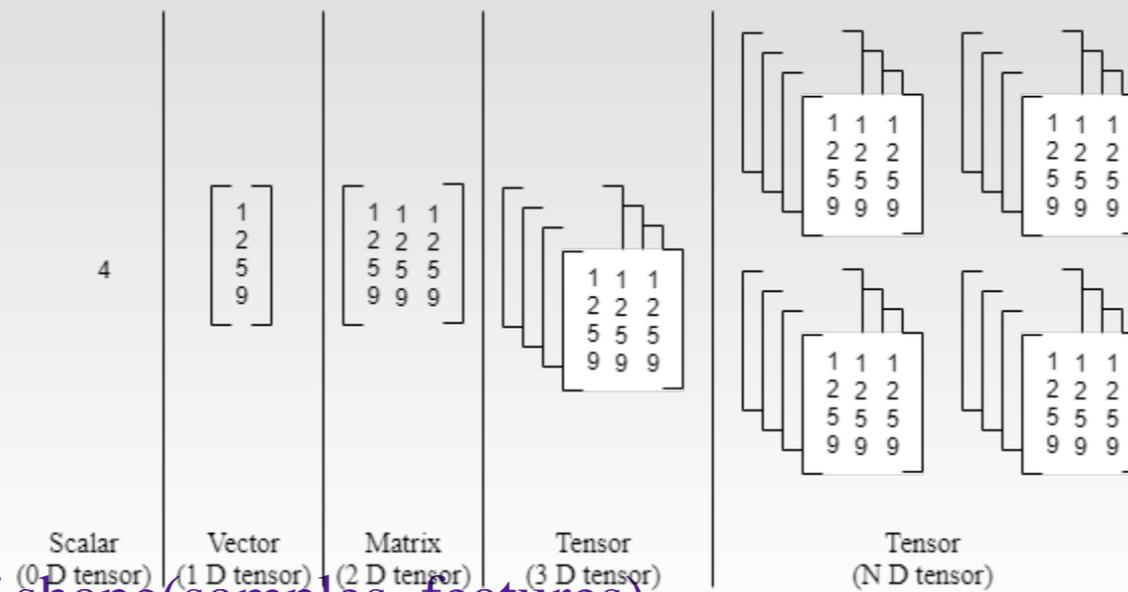 4
1
2
5
9
1 1 1
2 2 2
5 5 5
9 9 9
1 1 1
2 2 2
5 5 5
9 9 9
1 1 1
2 2 2
5 5 5
9 9 9
1 1 1
2 2 2
5 5 5
9 9 9
1 1 1
2 2 2
5 5 5
9 9 9
1 1 1
2 2 2
5 5 5
9 9 9
Scalar
(0 D tensor)
Vector
(1 D tensor)
Matrix
(2 D tensor)
Tensor
(3 D tensor)
Tensor
(N D tensor)
shape(samples, features)